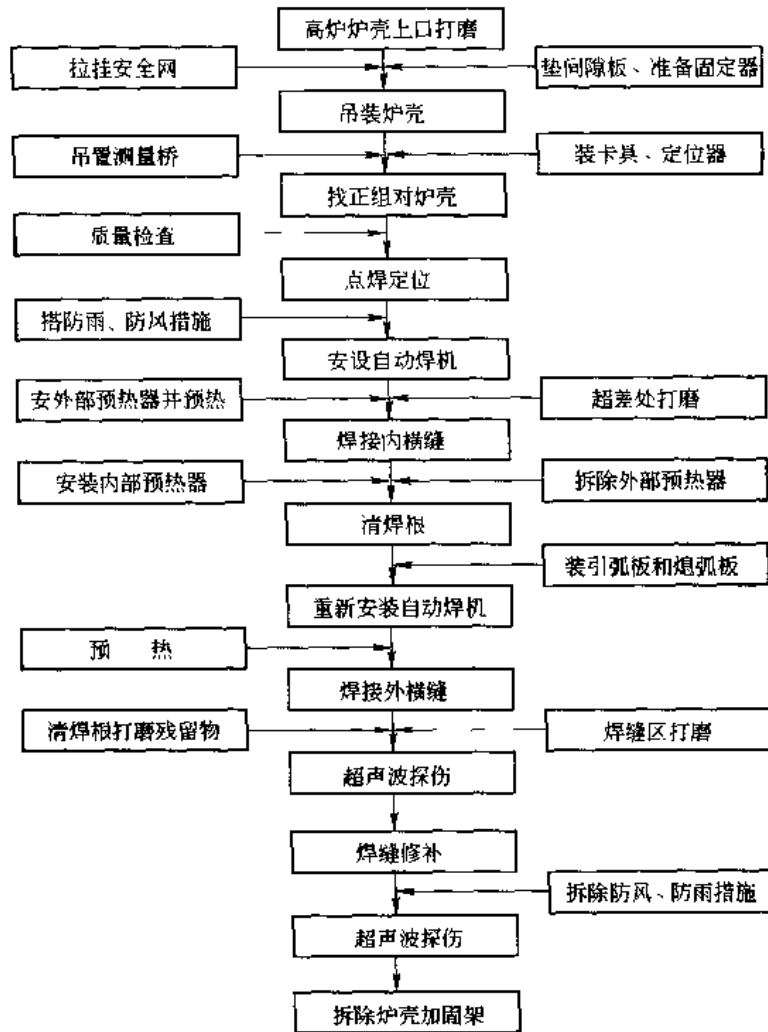 高炉炉壳上口打磨
拉挂安全网
垫间隙板、准备固定器
吊装炉壳
吊置测量桥
装卡具、定位器
找正组对炉壳
质量检查
点焊定位
搭防雨、防风措施
安设自动焊机
安外部预热器并预热
超差处打磨
焊接内横缝
安装内部预热器
拆除外部预热器
清焊根
装引弧板和熄弧板
重新安装自动焊机
预 热
焊接外横缝
清焊根打磨残留物
焊缝区打磨
超声波探伤
焊缝修补
拆除防风、防雨措施
超声波探伤
拆除炉壳加固架